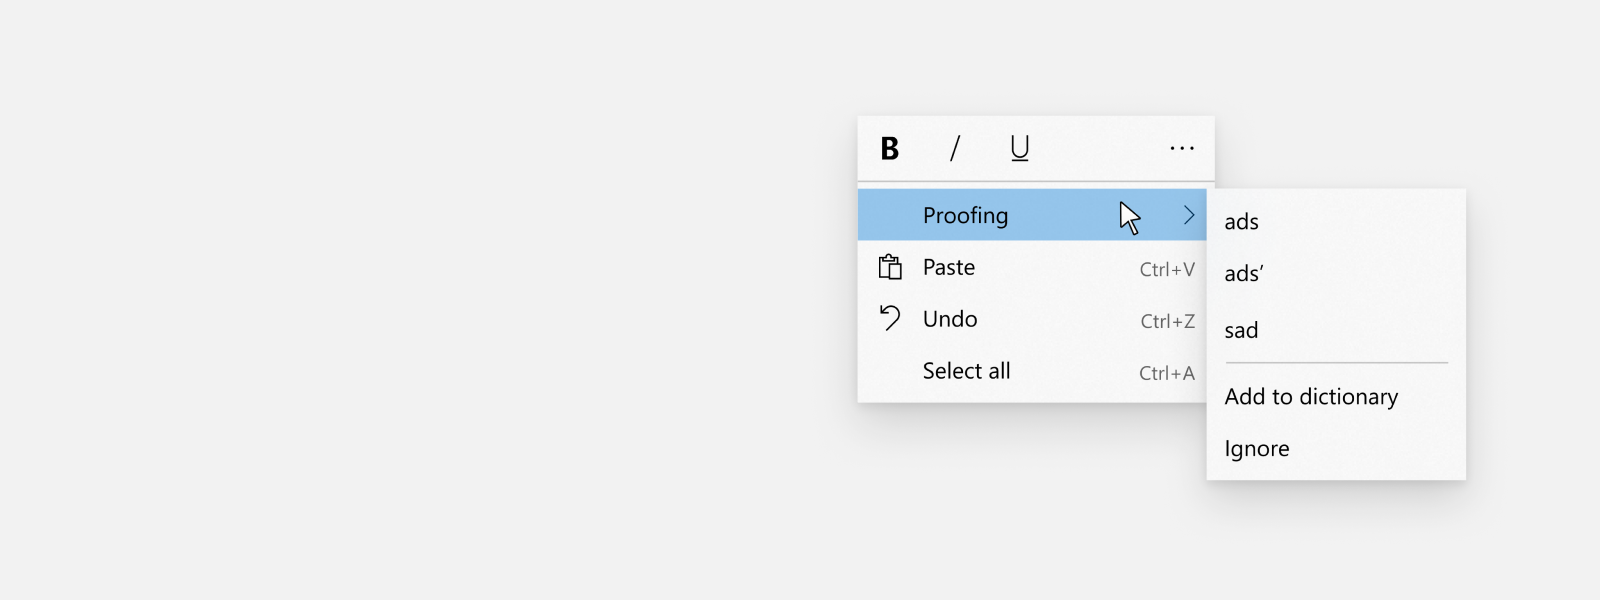 B / U ...
Proofing
Paste Ctrl+V
Undo Ctrl+Z
Select all Ctrl+A
ads
ads’
sad
Add to dictionary
Ignore